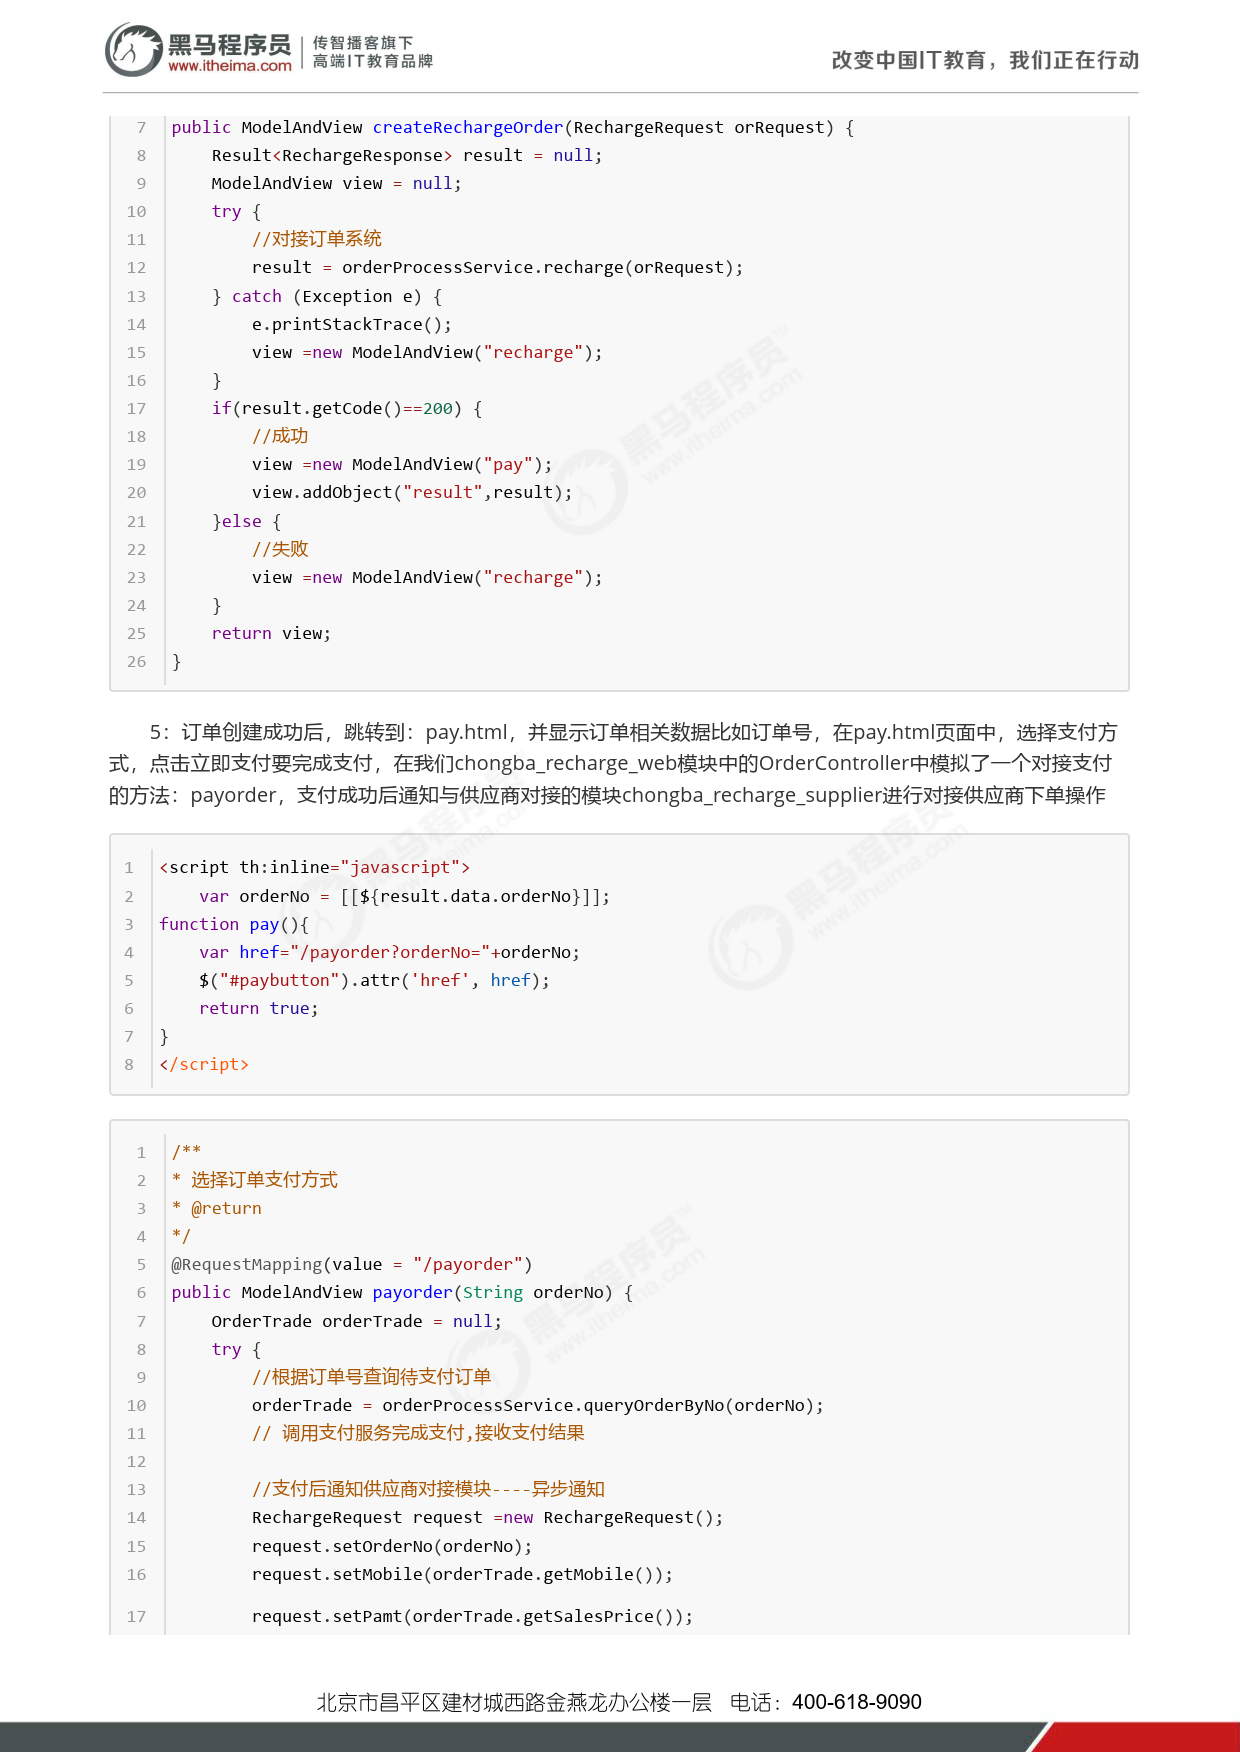 黑马程序员
www.itheima.com
传智播客旗下
高端IT教育品牌
改变中国IT教育，我们正在行动
7 public ModelAndView createRechargeOrder(RechargeRequest orRequest) {
8     Result<RechargeResponse> result = null;
9     ModelAndView view = null;
10     try {
11         //对接订单系统
12         result = orderProcessService.recharge(orRequest);
13     } catch (Exception e) {
14         e.printStackTrace();
15         view =new ModelAndView("recharge");
16     }
17     if(result.getCode()==200) {
18         //成功
19         view =new ModelAndView("pay");
20         view.addObject("result",result);
21     }else {
22         //失败
23         view =new ModelAndView("recharge");
24     }
25     return view;
26 }
5：订单创建成功后，跳转到：pay.html，并显示订单相关数据比如订单号，在pay.html页面中，选择支付方
式，点击立即支付要完成支付，在我们chongba_recharge_web模块中的OrderController中模拟了一个对接支付
的方法：payorder，支付成功后通知与供应商对接的模块chongba_recharge_supplier进行对接供应商下单操作
1 <script th:inline="javascript">
2     var orderNo = [[${result.data.orderNo}]];
3 function pay(){
4     var href="/payorder?orderNo="+orderNo;
5     $("#paybutton").attr('href', href);
6     return true;
7 }
8 </script>
1 /**
2 * 选择订单支付方式
3 * @return
4 */
5 @RequestMapping(value = "/payorder")
6 public ModelAndView payorder(String orderNo) {
7     OrderTrade orderTrade = null;
8     try {
9         //根据订单号查询待支付订单
10         orderTrade = orderProcessService.queryOrderByNo(orderNo);
11         // 调用支付服务完成支付,接收支付结果
12
13         //支付后通知供应商对接模块----异步通知
14         RechargeRequest request =new RechargeRequest();
15         request.setOrderNo(orderNo);
16         request.setMobile(orderTrade.getMobile());
17         request.setPamt(orderTrade.getSalesPrice());
北京市昌平区建材城西路金燕龙办公楼一层 电话：400-618-9090